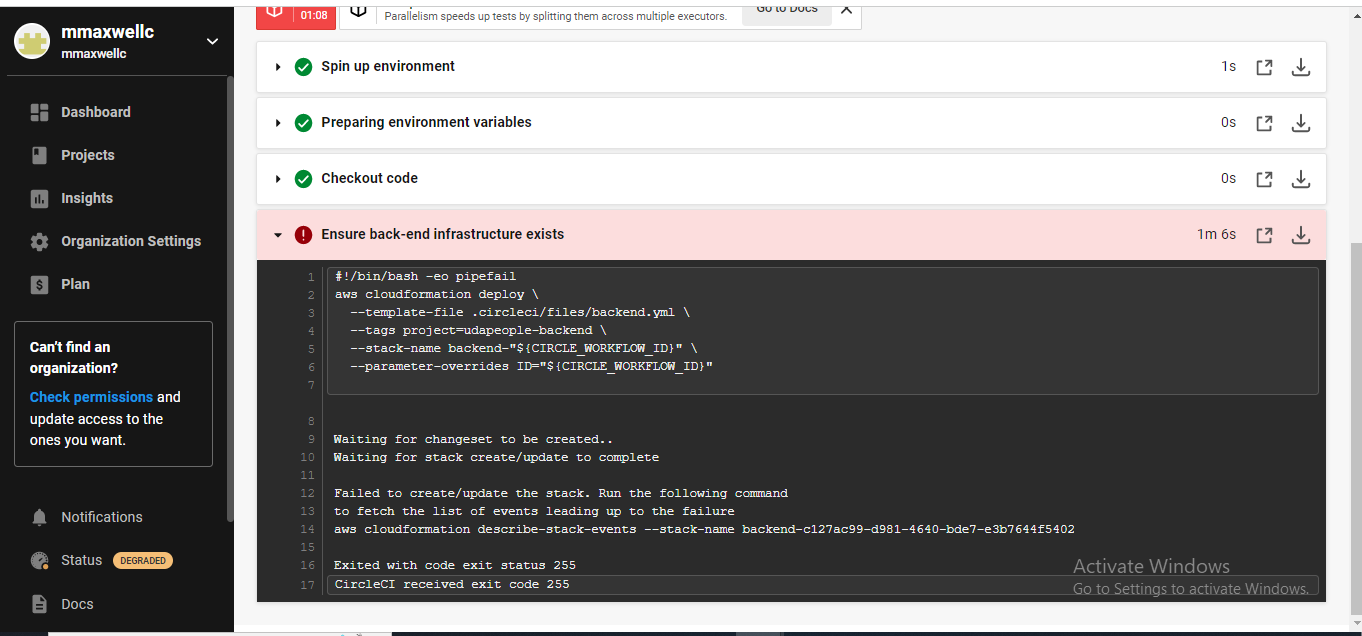 mmaxwellc
mmaxwellc
Dashboard
Projects
Insights
Organization Settings
Plan
Can't find an
organization?
Check permissions and
update access to the
ones you want.
Notifications
Status DEGRADED
Docs
01:08
Parallelism speeds up tests by splitting them across multiple executors.
Go to Docs
Spin up environment 1s
Preparing environment variables 0s
Checkout code 0s
Ensure back-end infrastructure exists 1m 6s
1 #!/bin/bash -eo pipefail
2 aws cloudformation deploy \
3 --template-file .circleci/files/backend.yml \
4 --tags project=udapeople-backend \
5 --stack-name backend-"${CIRCLE_WORKFLOW_ID}" \
6 --parameter-overrides ID="${CIRCLE_WORKFLOW_ID}"
7
8
9 Waiting for changeset to be created..
10 Waiting for stack create/update to complete
11
12 Failed to create/update the stack. Run the following command
13 to fetch the list of events leading up to the failure
14 aws cloudformation describe-stack-events --stack-name backend-c127ac99-d981-4640-bde7-e3b7644f5402
15
16 Exited with code exit status 255
17 CircleCI received exit code 255
Activate Windows
Go to Settings to activate Windows.